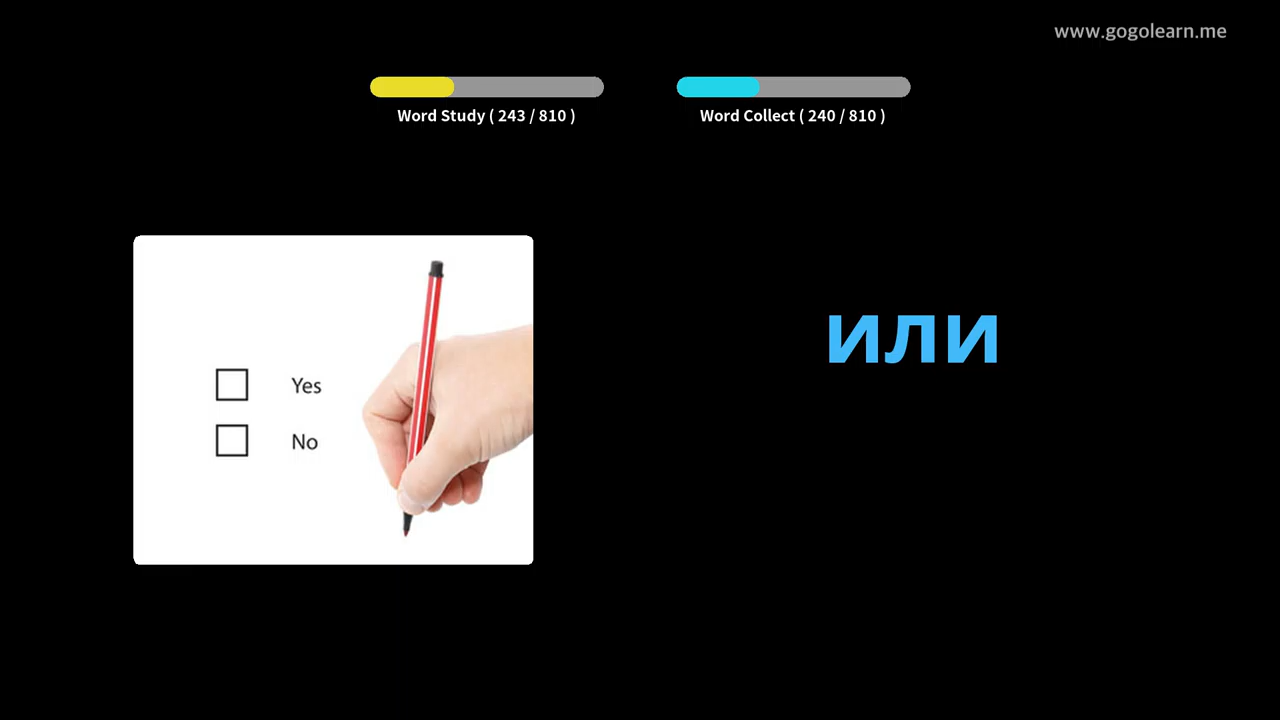 www.gogolearn.me
Word Study ( 243 / 810 )
Word Collect ( 240 / 810 )
или
Yes
No